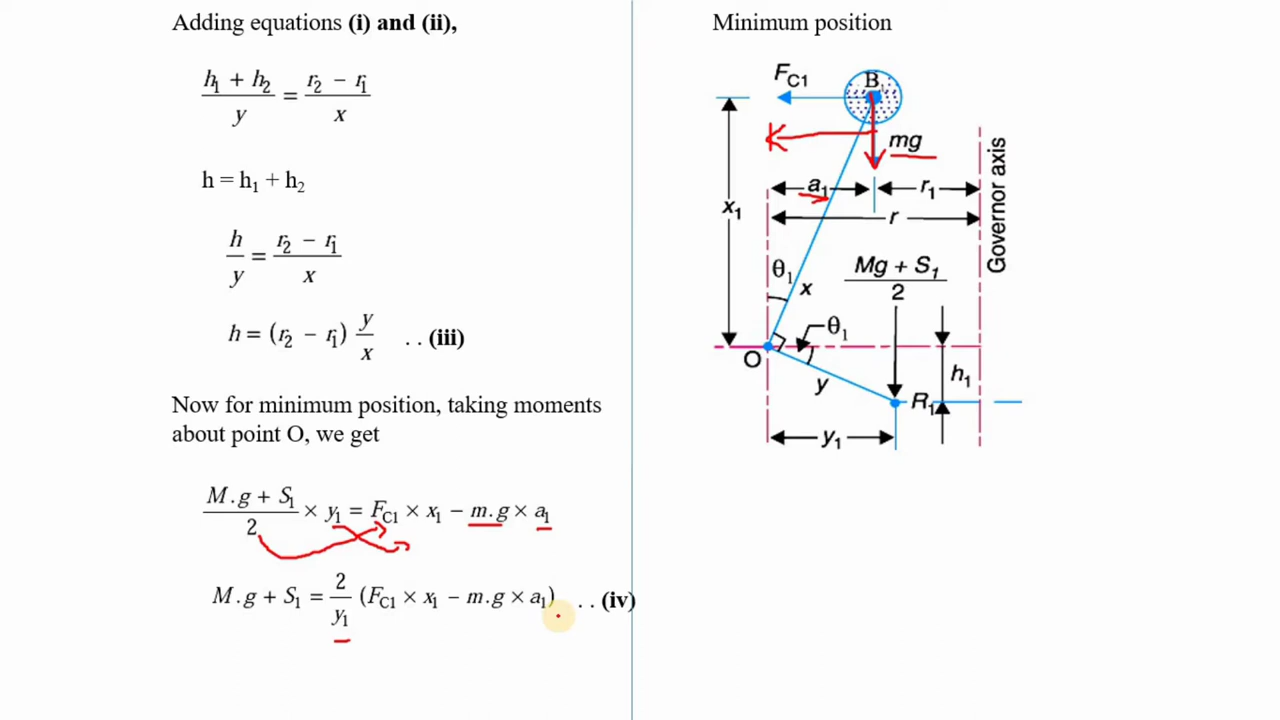 Adding equations (i) and (ii),
h₁ + h₂ / y = r₂ − r₁ / x
h = h₁ + h₂
h / y = r₂ − r₁ / x
h = (r₂ − r₁) y / x . . (iii)
Now for minimum position, taking moments
about point O, we get
M.g + S₁ / 2 × y₁ = F_C1 × x₁ − m.g × a₁
M.g + S₁ = 2 / y₁ (F_C1 × x₁ − m.g × a₁) . . (iv)
Minimum position
F_C1
B₁
mg
a₁
r₁
x₁
r
Governor axis
θ₁
x
Mg + S₁ / 2
θ₁
O
y
h₁
R₁
y₁